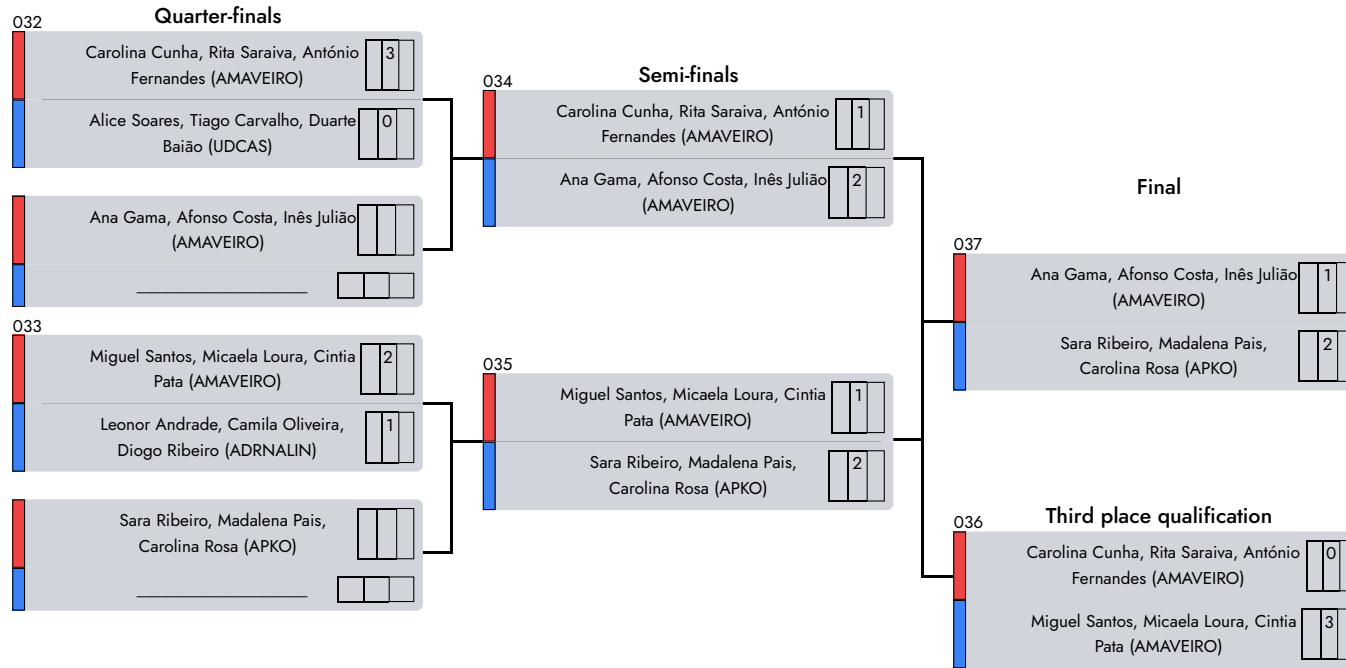 Quarter-finals
032
Carolina Cunha, Rita Saraiva, António
Fernandes (AMAVEIRO)
3
Alice Soares, Tiago Carvalho, Duarte
Baião (UDCAS)
0
Ana Gama, Afonso Costa, Inês Julião
(AMAVEIRO)
____________________
033
Miguel Santos, Micaela Loura, Cintia
Pata (AMAVEIRO)
2
Leonor Andrade, Camila Oliveira,
Diogo Ribeiro (ADRNALIN)
1
Sara Ribeiro, Madalena Pais,
Carolina Rosa (APKO)
____________________
Semi-finals
034
Carolina Cunha, Rita Saraiva, António
Fernandes (AMAVEIRO)
1
Ana Gama, Afonso Costa, Inês Julião
(AMAVEIRO)
2
035
Miguel Santos, Micaela Loura, Cintia
Pata (AMAVEIRO)
1
Sara Ribeiro, Madalena Pais,
Carolina Rosa (APKO)
2
Final
037
Ana Gama, Afonso Costa, Inês Julião
(AMAVEIRO)
1
Sara Ribeiro, Madalena Pais,
Carolina Rosa (APKO)
2
Third place qualification
036
Carolina Cunha, Rita Saraiva, António
Fernandes (AMAVEIRO)
0
Miguel Santos, Micaela Loura, Cintia
Pata (AMAVEIRO)
3